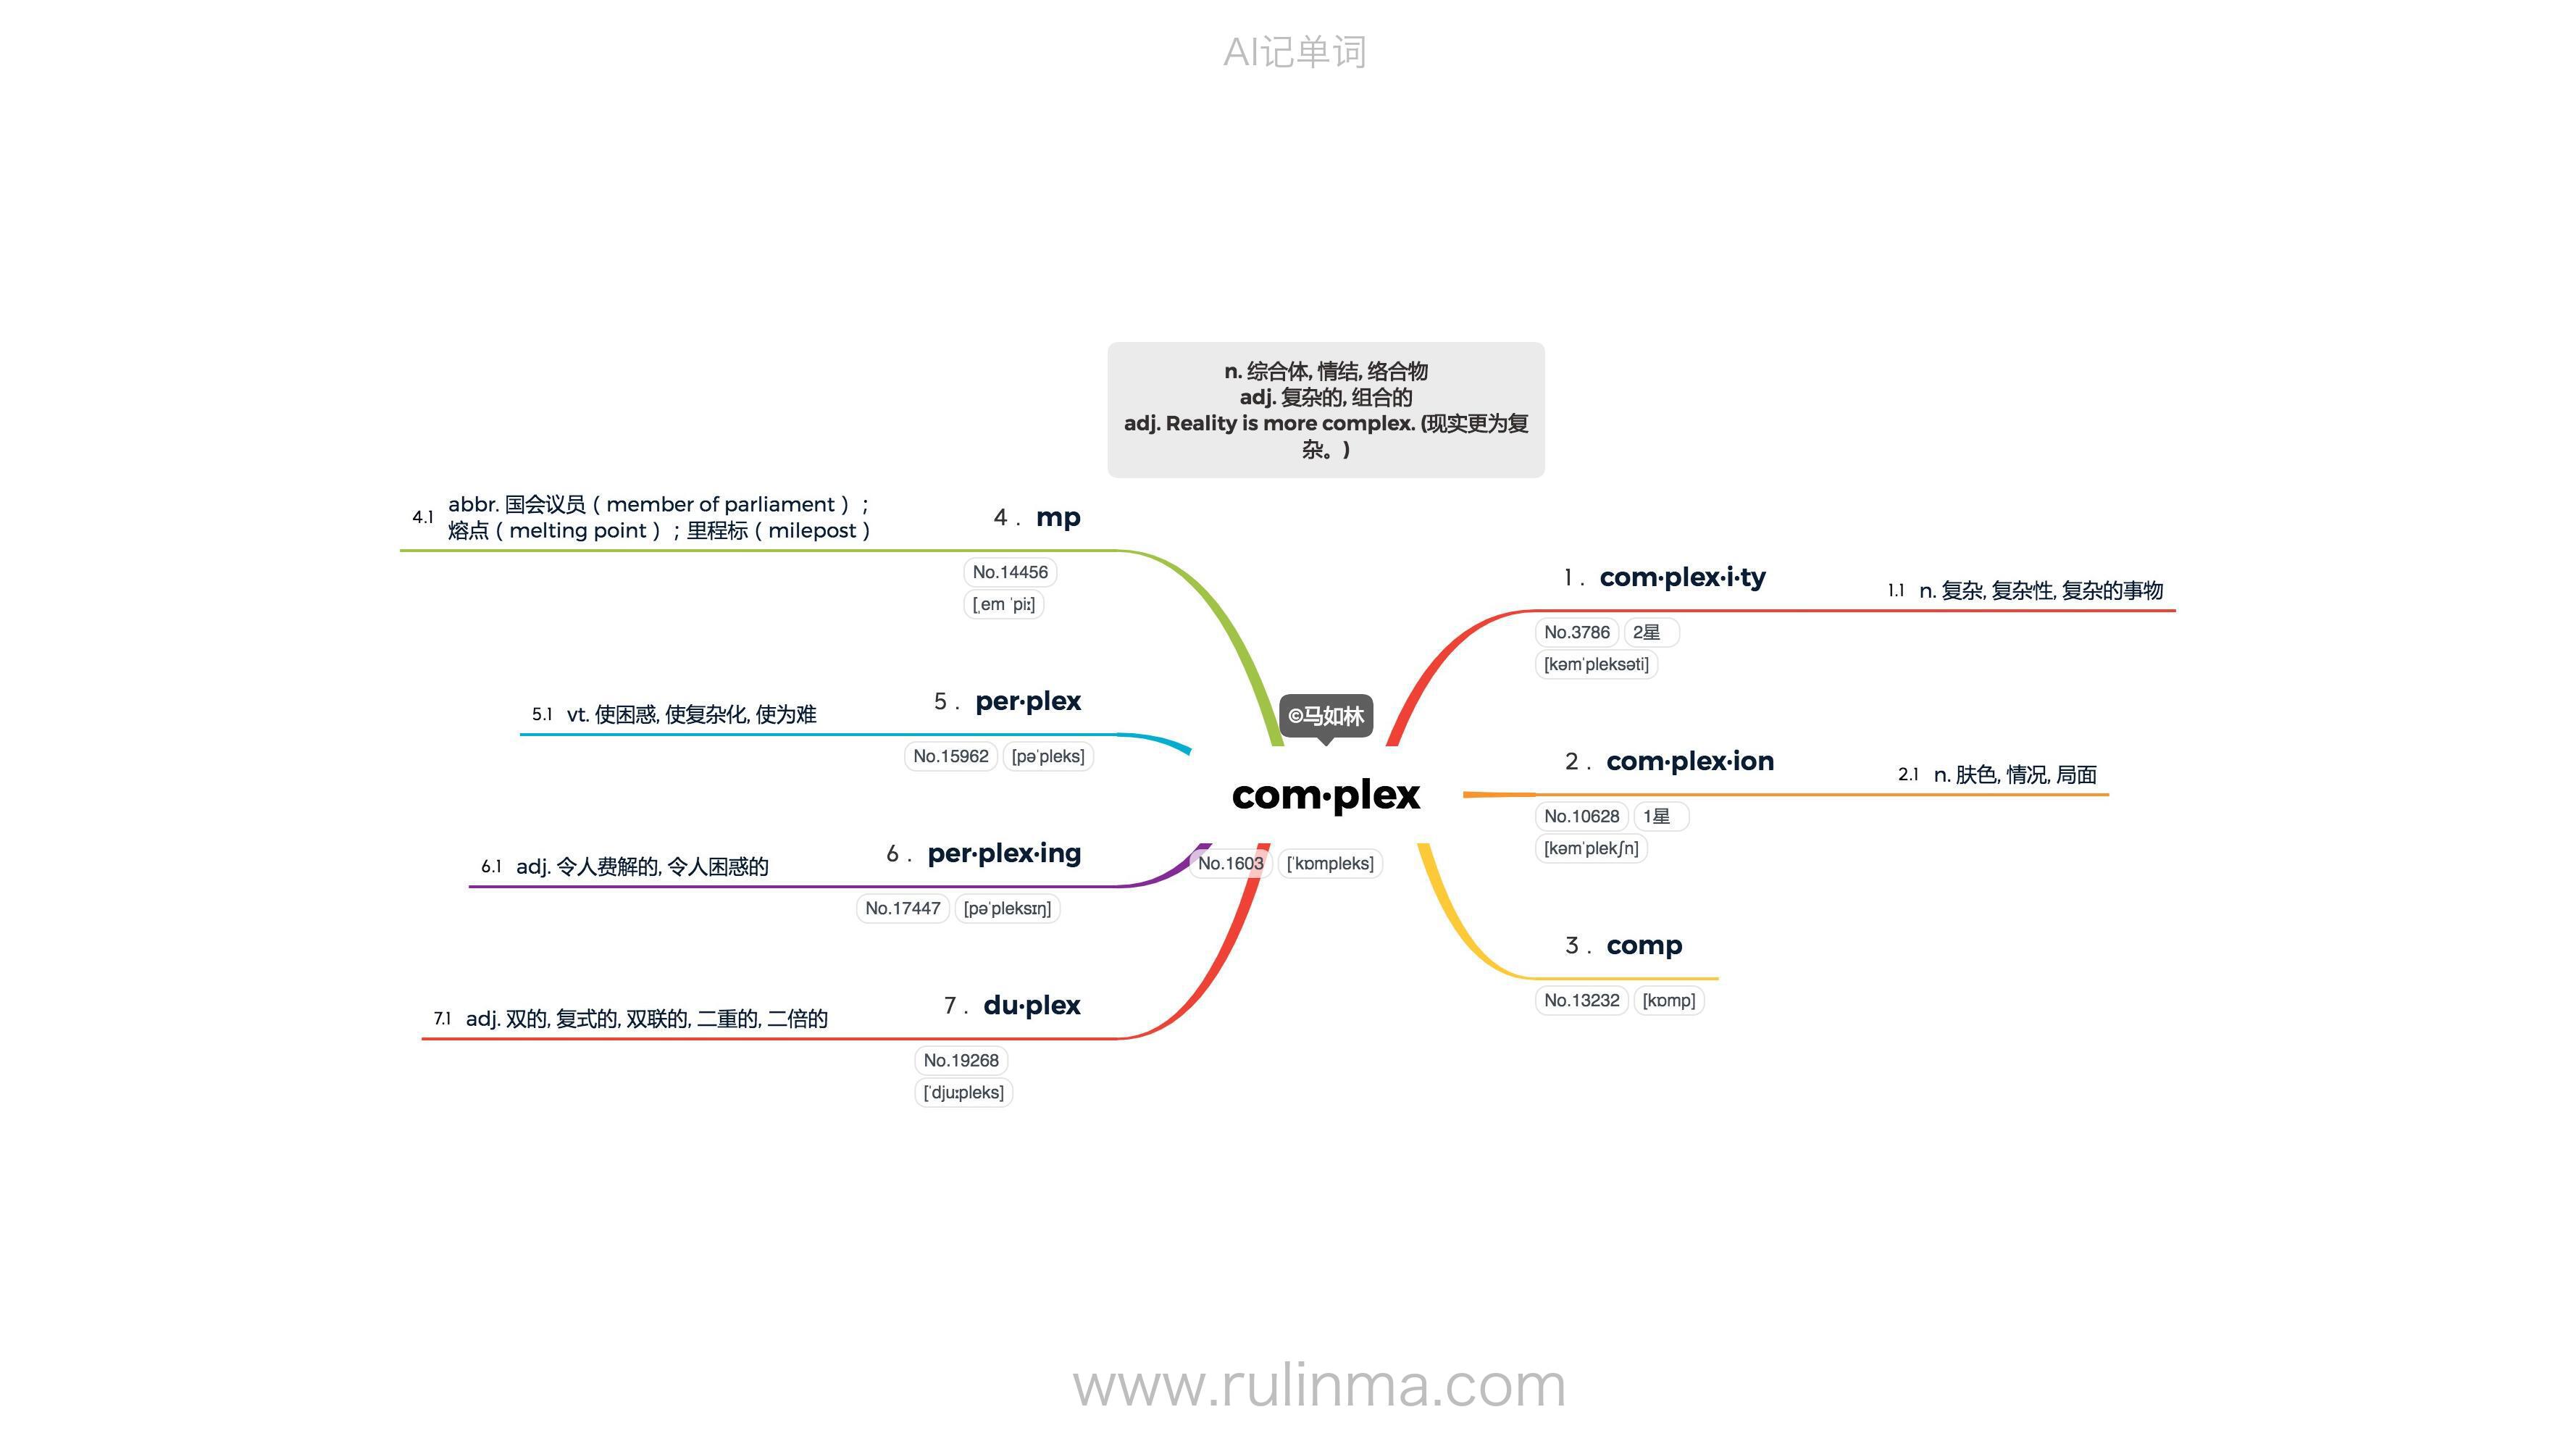 AI记单词
n. 综合体, 情结, 络合物
adj. 复杂的, 组合的
adj. Reality is more complex. (现实更为复
杂。)
©马如林
com·plex
No.1603 [ˈkɒmpleks]
1 . com·plex·i·ty
No.3786 2星
[kəmˈpleksəti]
1.1 n. 复杂, 复杂性, 复杂的事物
2 . com·plex·ion
No.10628 1星
[kəmˈplekʃn]
2.1 n. 肤色, 情况, 局面
3 . comp
No.13232 [kɒmp]
4 . mp
No.14456
[ˌem ˈpiː]
4.1 abbr. 国会议员（member of parliament）；
熔点（melting point）；里程标（milepost）
5 . per·plex
No.15962 [pəˈpleks]
5.1 vt. 使困惑, 使复杂化, 使为难
6 . per·plex·ing
No.17447 [pəˈpleksɪŋ]
6.1 adj. 令人费解的, 令人困惑的
7 . du·plex
No.19268
[ˈdjuːpleks]
7.1 adj. 双的, 复式的, 双联的, 二重的, 二倍的
www.rulinma.com